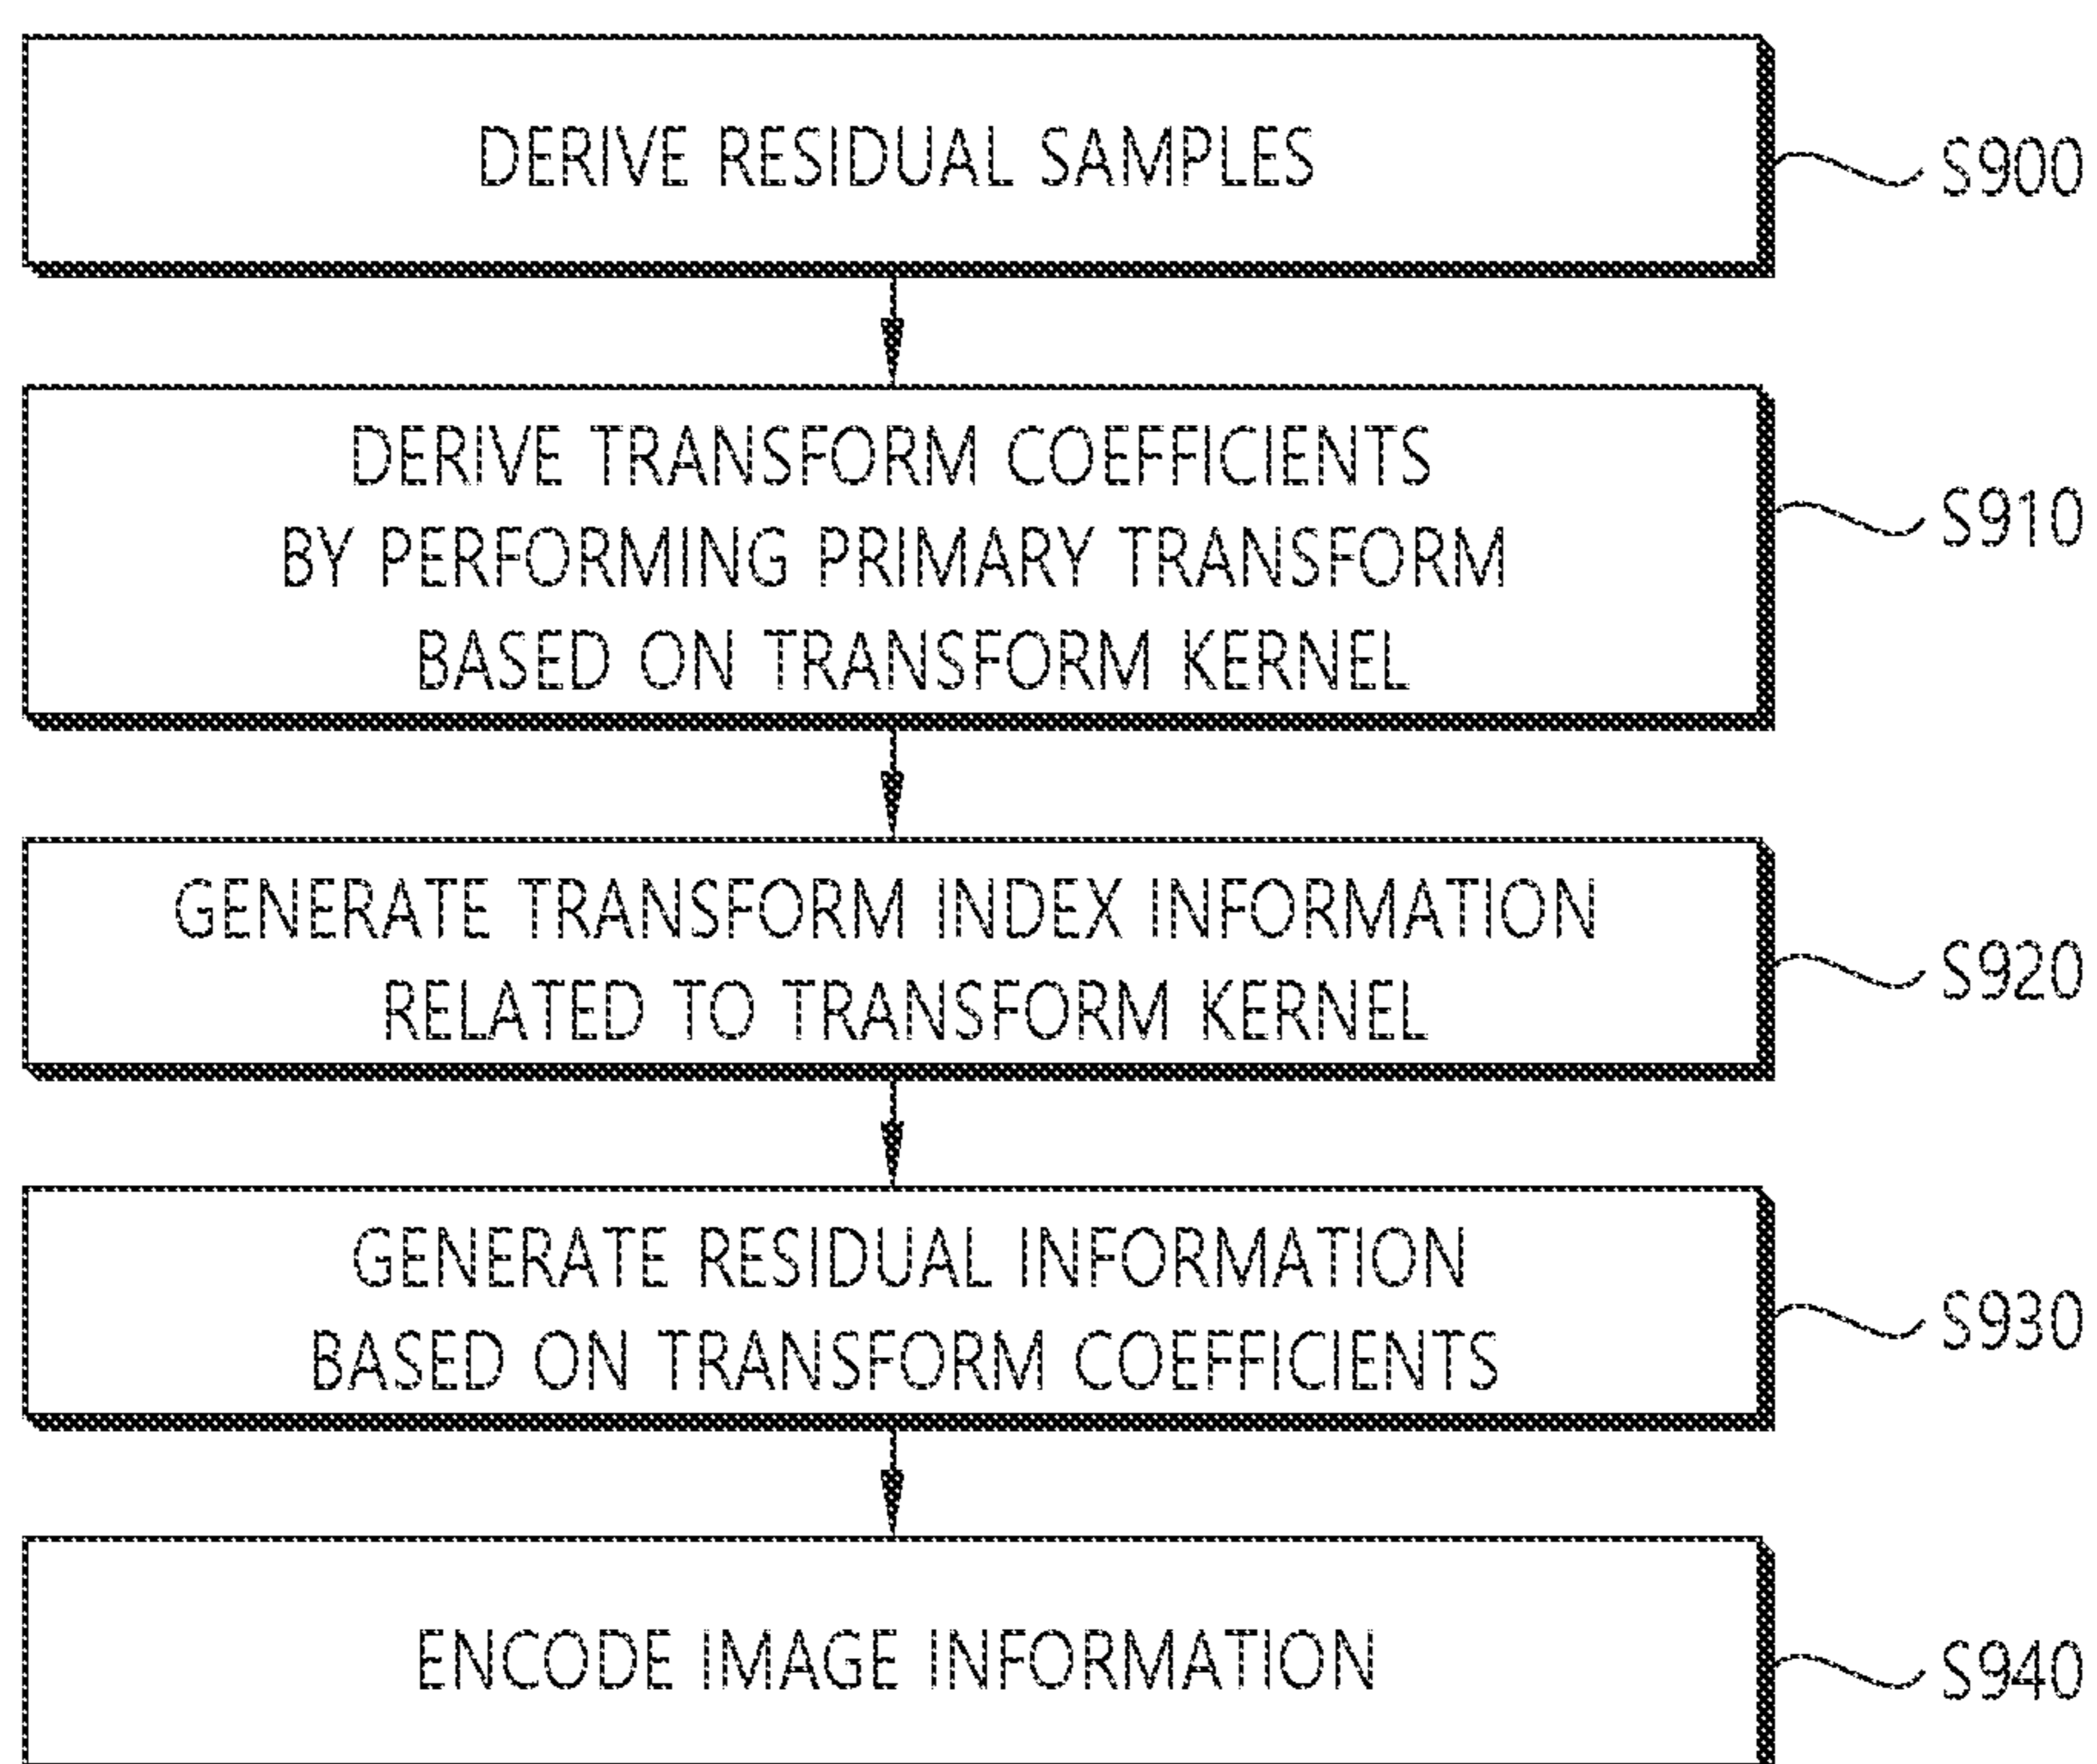 DERIVE RESIDUAL SAMPLES
S900
DERIVE TRANSFORM COEFFICIENTS
BY PERFORMING PRIMARY TRANSFORM
BASED ON TRANSFORM KERNEL
S910
GENERATE TRANSFORM INDEX INFORMATION
RELATED TO TRANSFORM KERNEL
S920
GENERATE RESIDUAL INFORMATION
BASED ON TRANSFORM COEFFICIENTS
S930
ENCODE IMAGE INFORMATION
S940